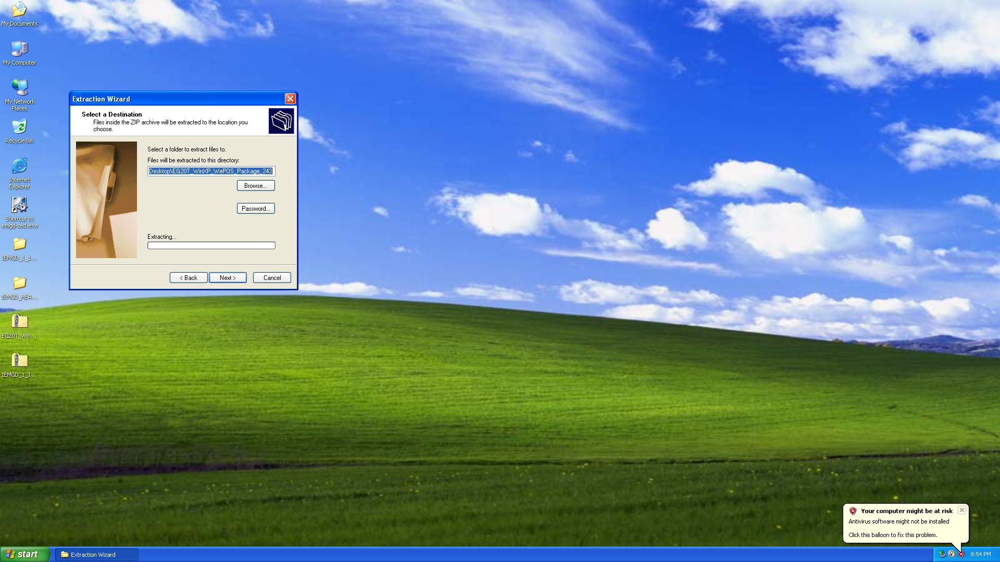 My Documents
My Computer
My Network
Places
Recycle Bin
Internet
Explorer
Shortcut to
emgd-ced.exe
IEMGD_1_1...
IEMGD_HEA...
EG20T_Win...
IEMGD_1_1...
Extraction Wizard
Select a Destination
Files inside the ZIP archive will be extracted to the location you
choose.
Select a folder to extract files to.
Files will be extracted to this directory:
Desktop\EG20T_WinXP_WePOS_Package_243
Browse...
Password...
Extracting...
< Back
Next >
Cancel
Your computer might be at risk
Antivirus software might not be installed
Click this balloon to fix this problem.
start
Extraction Wizard
8:54 PM